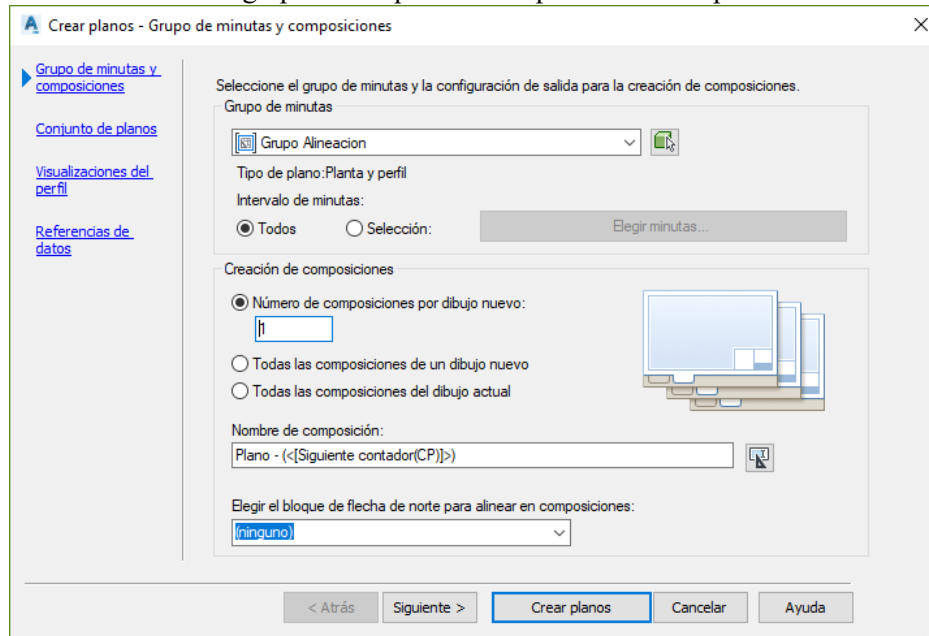 Crear planos - Grupo de minutas y composiciones
Grupo de minutas y
composiciones
Conjunto de planos
Visualizaciones del
perfil
Referencias de
datos
Seleccione el grupo de minutas y la configuración de salida para la creación de composiciones.
Grupo de minutas
Grupo Alineacion
Tipo de plano:Planta y perfil
Intervalo de minutas:
Todos Selección: Elegir minutas...
Creación de composiciones
Número de composiciones por dibujo nuevo:
1
Todas las composiciones de un dibujo nuevo
Todas las composiciones del dibujo actual
Nombre de composición:
Plano - (<[Siguiente contador(CP)]>)
Elegir el bloque de flecha de norte para alinear en composiciones:
(ninguno)
< Atrás Siguiente > Crear planos Cancelar Ayuda